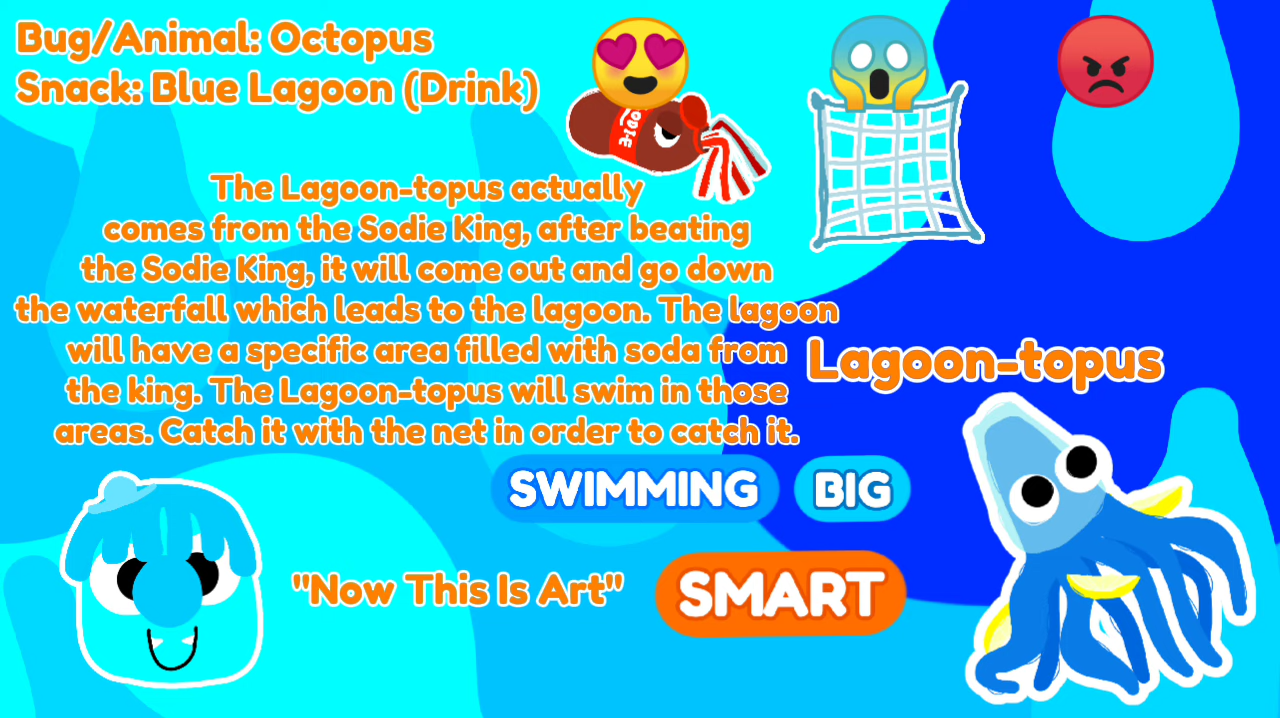 Bug/Animal: Octopus
Snack: Blue Lagoon (Drink)
The Lagoon-topus actually
comes from the Sodie King, after beating
the Sodie King, it will come out and go down
the waterfall which leads to the lagoon. The lagoon
will have a specific area filled with soda from
the king. The Lagoon-topus will swim in those
areas. Catch it with the net in order to catch it.
Lagoon-topus
SWIMMING
BIG
"Now This Is Art"
SMART